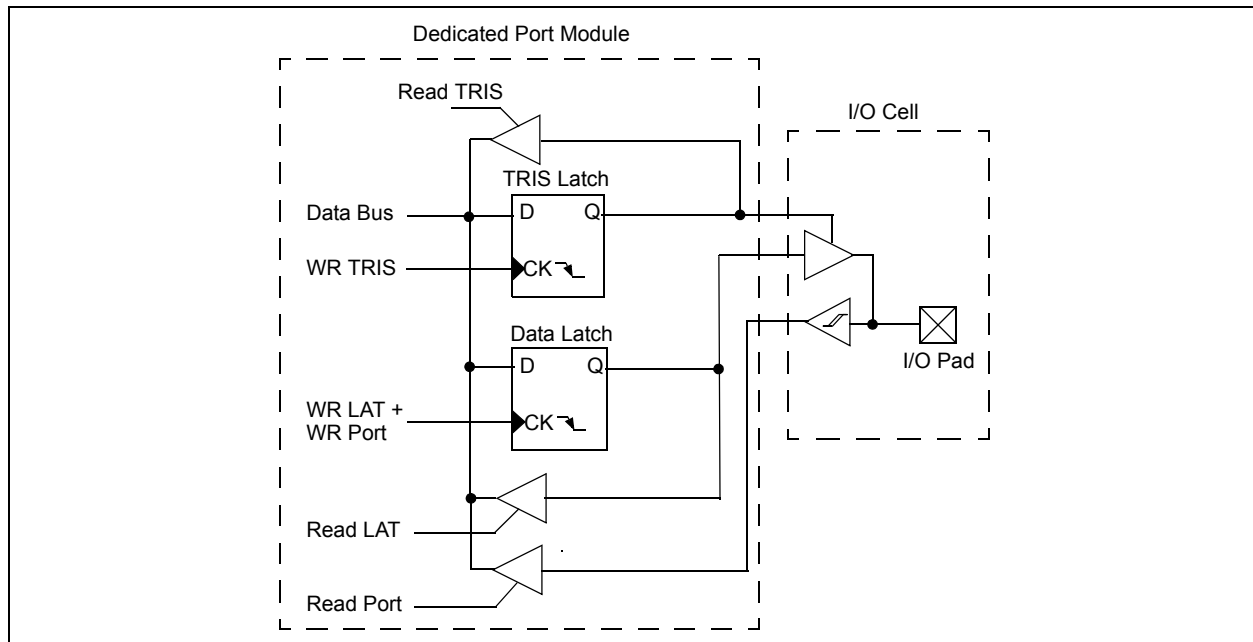 Dedicated Port Module
Read TRIS
I/O Cell
TRIS Latch
Data Bus
D
Q
WR TRIS
CK
I/O Pad
Data Latch
D
Q
WR LAT +
WR Port
CK
Read LAT
Read Port